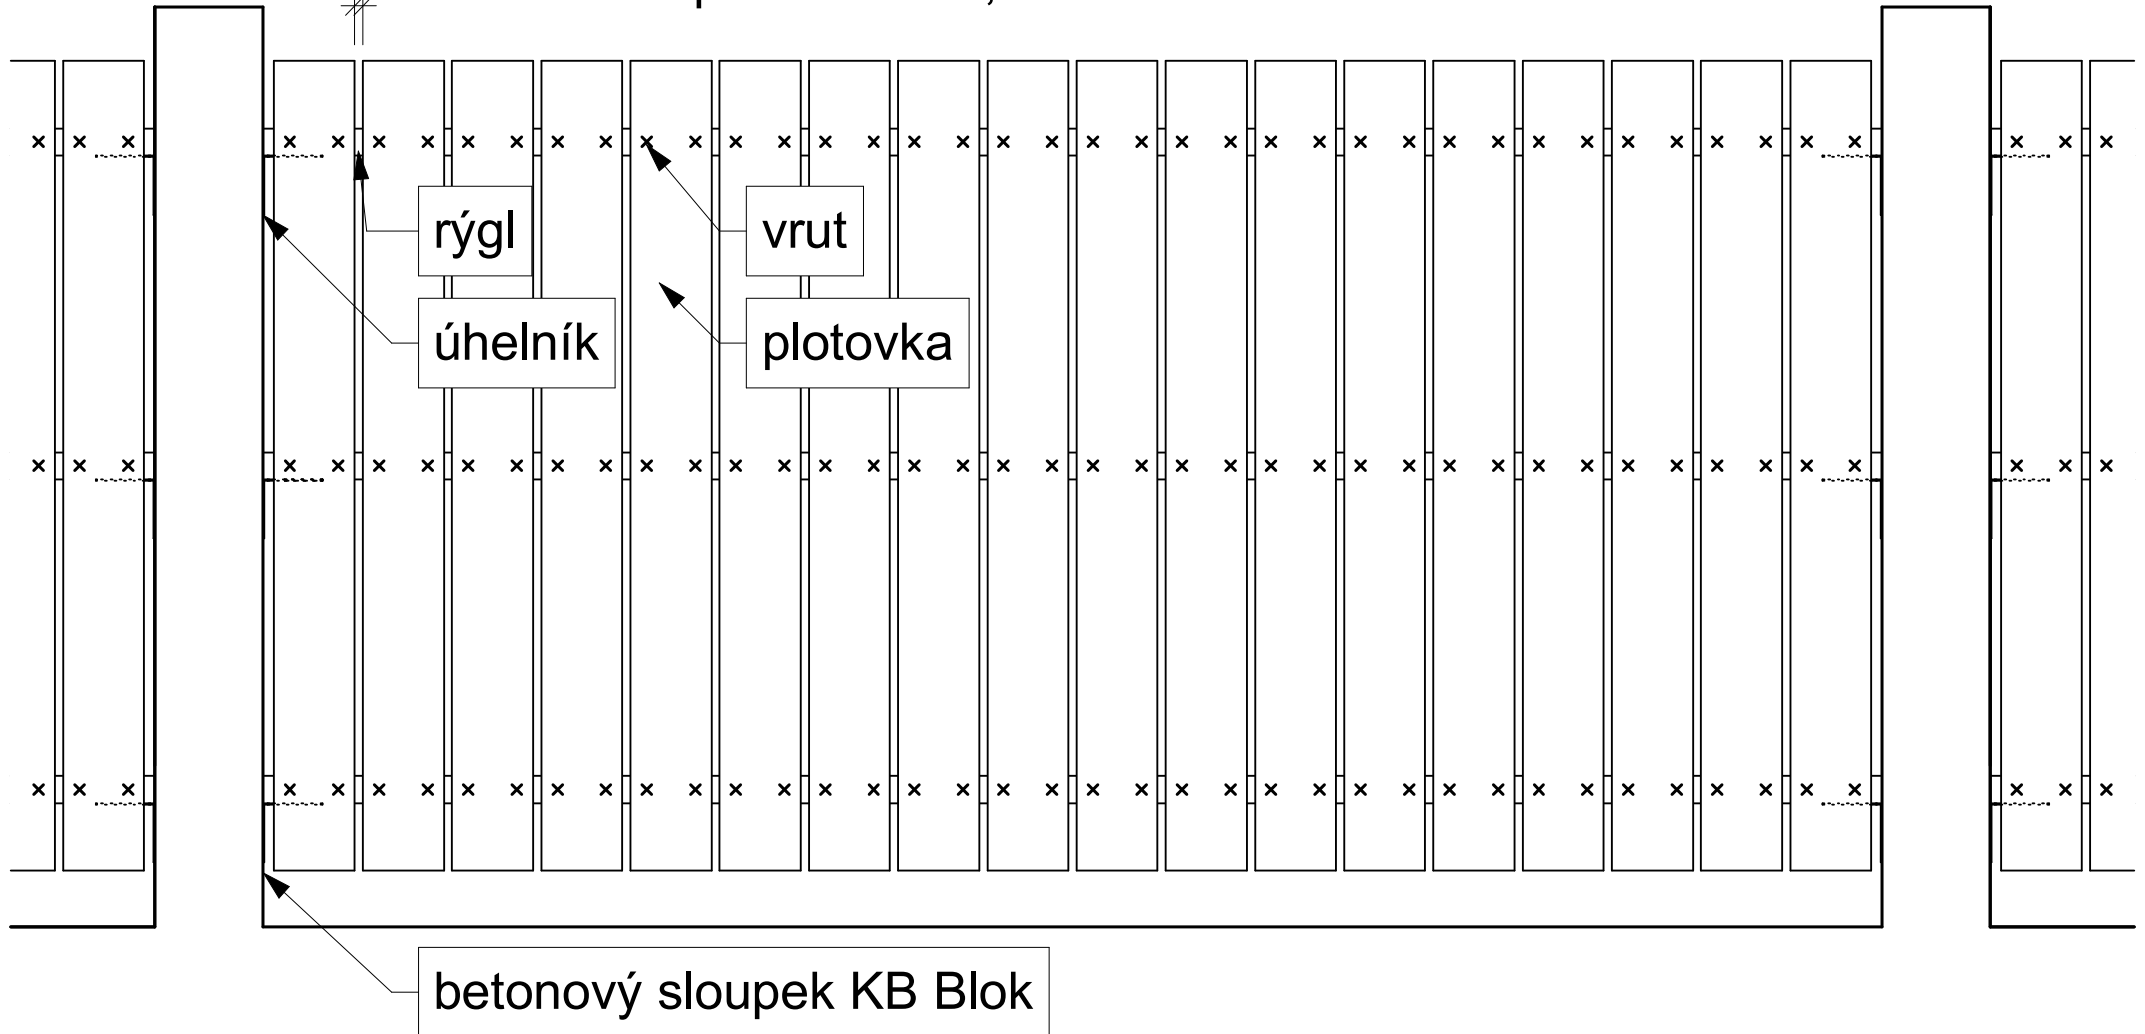 rýgl
vrut
úhelník
plotovka
betonový sloupek KB Blok